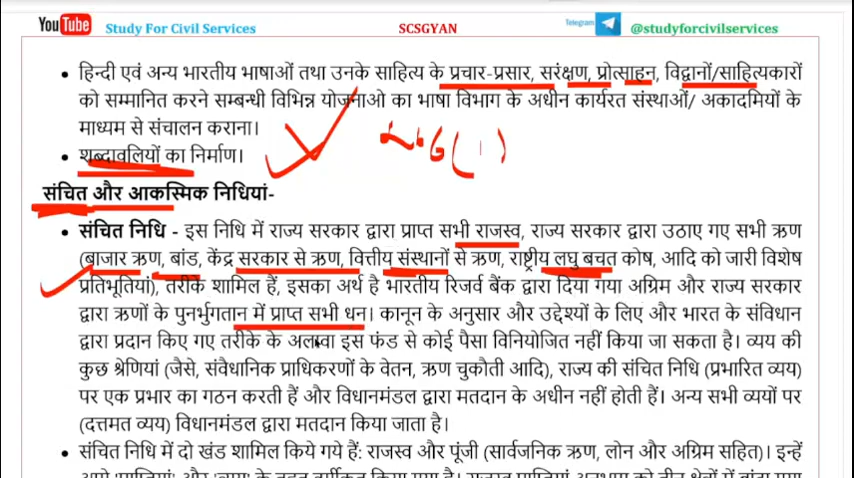 YouTube Study For Civil Services SCSGYAN Telegram @studyforcivilservices
• हिन्दी एवं अन्य भारतीय भाषाओं तथा उनके साहित्य के प्रचार-प्रसार, सरंक्षण, प्रोत्साहन, विद्वानों/साहित्यकारों
को सम्मानित करने सम्बन्धी विभिन्न योजनाओ का भाषा विभाग के अधीन कार्यरत संस्थाओं/ अकादमियों के
माध्यम से संचालन कराना।
• शब्दावलियों का निर्माण।
संचित और आकस्मिक निधियां-
• संचित निधि - इस निधि में राज्य सरकार द्वारा प्राप्त सभी राजस्व, राज्य सरकार द्वारा उठाए गए सभी ऋण
(बाजार ऋण, बांड, केंद्र सरकार से ऋण, वित्तीय संस्थानों से ऋण, राष्ट्रीय लघु बचत कोष, आदि को जारी विशेष
प्रतिभूतियां), तरीके शामिल हैं, इसका अर्थ है भारतीय रिजर्व बैंक द्वारा दिया गया अग्रिम और राज्य सरकार
द्वारा ऋणों के पुनर्भुगतान में प्राप्त सभी धन। कानून के अनुसार और उद्देश्यों के लिए और भारत के संविधान
द्वारा प्रदान किए गए तरीके के अलावा इस फंड से कोई पैसा विनियोजित नहीं किया जा सकता है। व्यय की
कुछ श्रेणियां (जैसे, संवैधानिक प्राधिकरणों के वेतन, ऋण चुकौती आदि), राज्य की संचित निधि (प्रभारित व्यय)
पर एक प्रभार का गठन करती हैं और विधानमंडल द्वारा मतदान के अधीन नहीं होती हैं। अन्य सभी व्ययों पर
(दत्तमत व्यय) विधानमंडल द्वारा मतदान किया जाता है।
• संचित निधि में दो खंड शामिल किये गये हैं: राजस्व और पूंजी (सार्वजनिक ऋण, लोन और अग्रिम सहित)। इन्हें